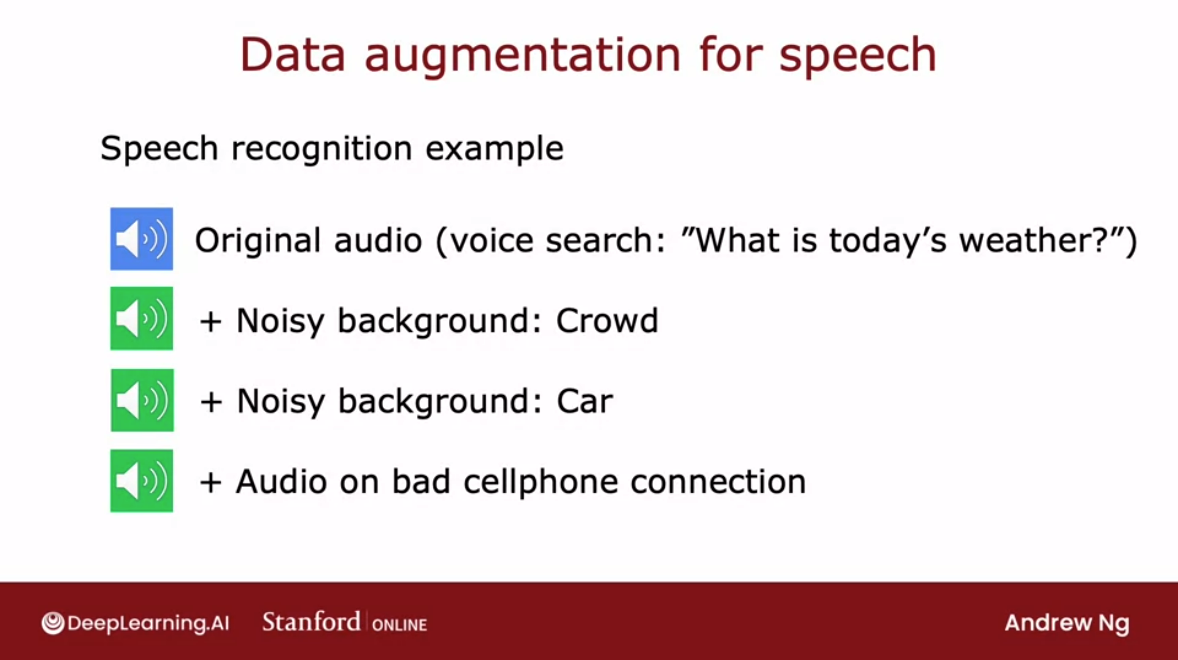 Data augmentation for speech
Speech recognition example
Original audio (voice search: ”What is today’s weather?”)
+ Noisy background: Crowd
+ Noisy background: Car
+ Audio on bad cellphone connection
DeepLearning.AI Stanford ONLINE Andrew Ng